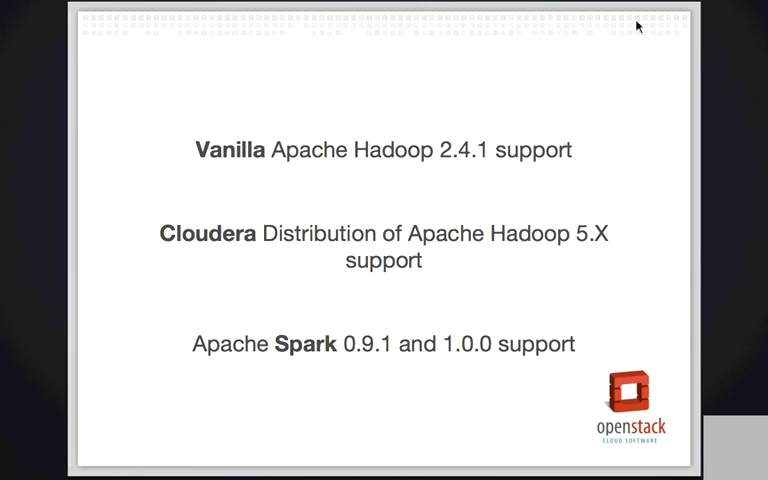 Vanilla Apache Hadoop 2.4.1 support
Cloudera Distribution of Apache Hadoop 5.X
support
Apache Spark 0.9.1 and 1.0.0 support
openstack
CLOUD SOFTWARE